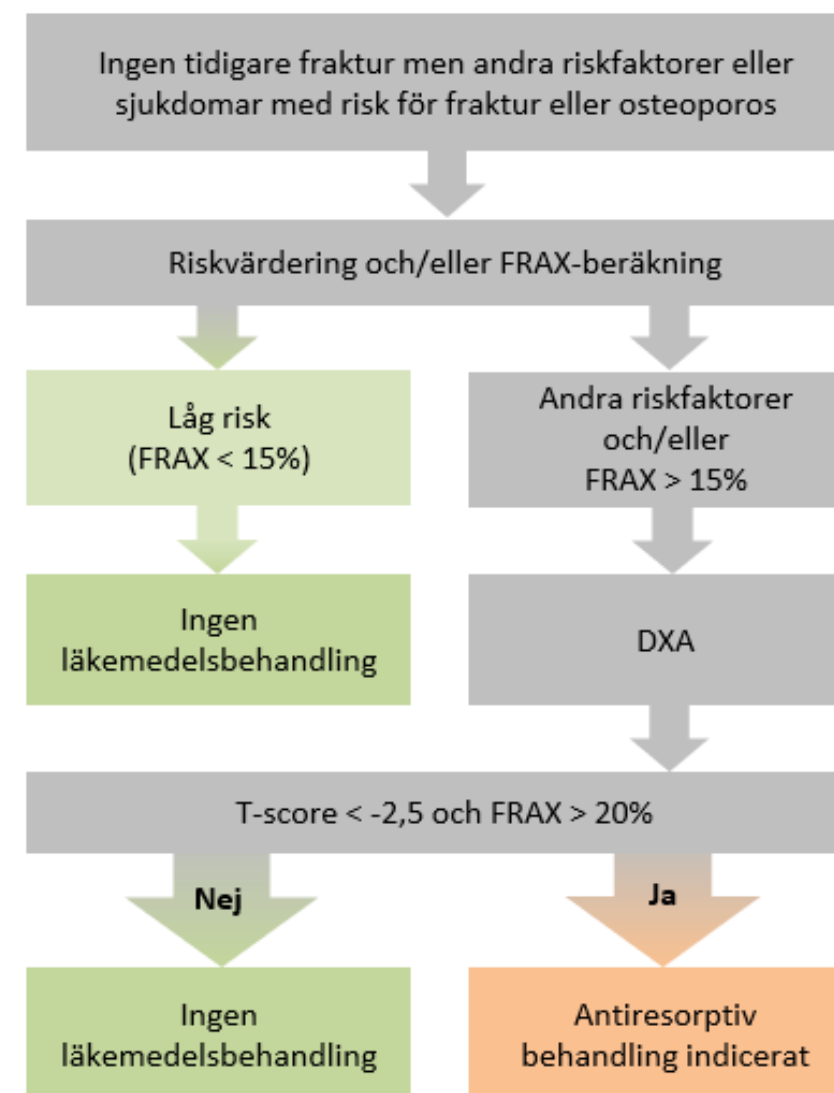 Ingen tidigare fraktur men andra riskfaktorer eller
sjukdomar med risk för fraktur eller osteoporos
Riskvärdering och/eller FRAX-beräkning
Låg risk
(FRAX < 15%)
Andra riskfaktorer
och/eller
FRAX > 15%
Ingen
läkemedelsbehandling
DXA
T-score < -2,5 och FRAX > 20%
Nej
Ja
Ingen
läkemedelsbehandling
Antiresorptiv
behandling indicerat